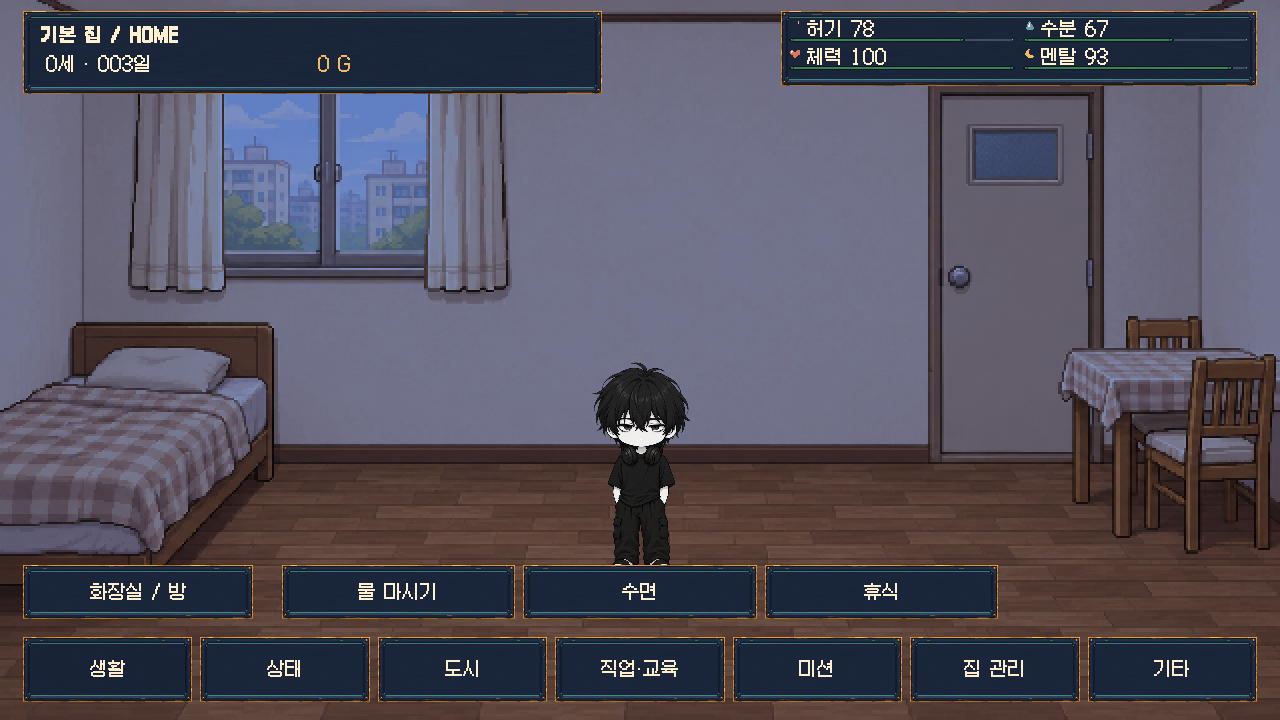 기본 집 / HOME
0세 · 003일 0 G
허기 78 수분 67
체력 100 멘탈 93
화장실 / 방 물 마시기 수면 휴식
생활 상태 도시 직업·교육 미션 집 관리 기타